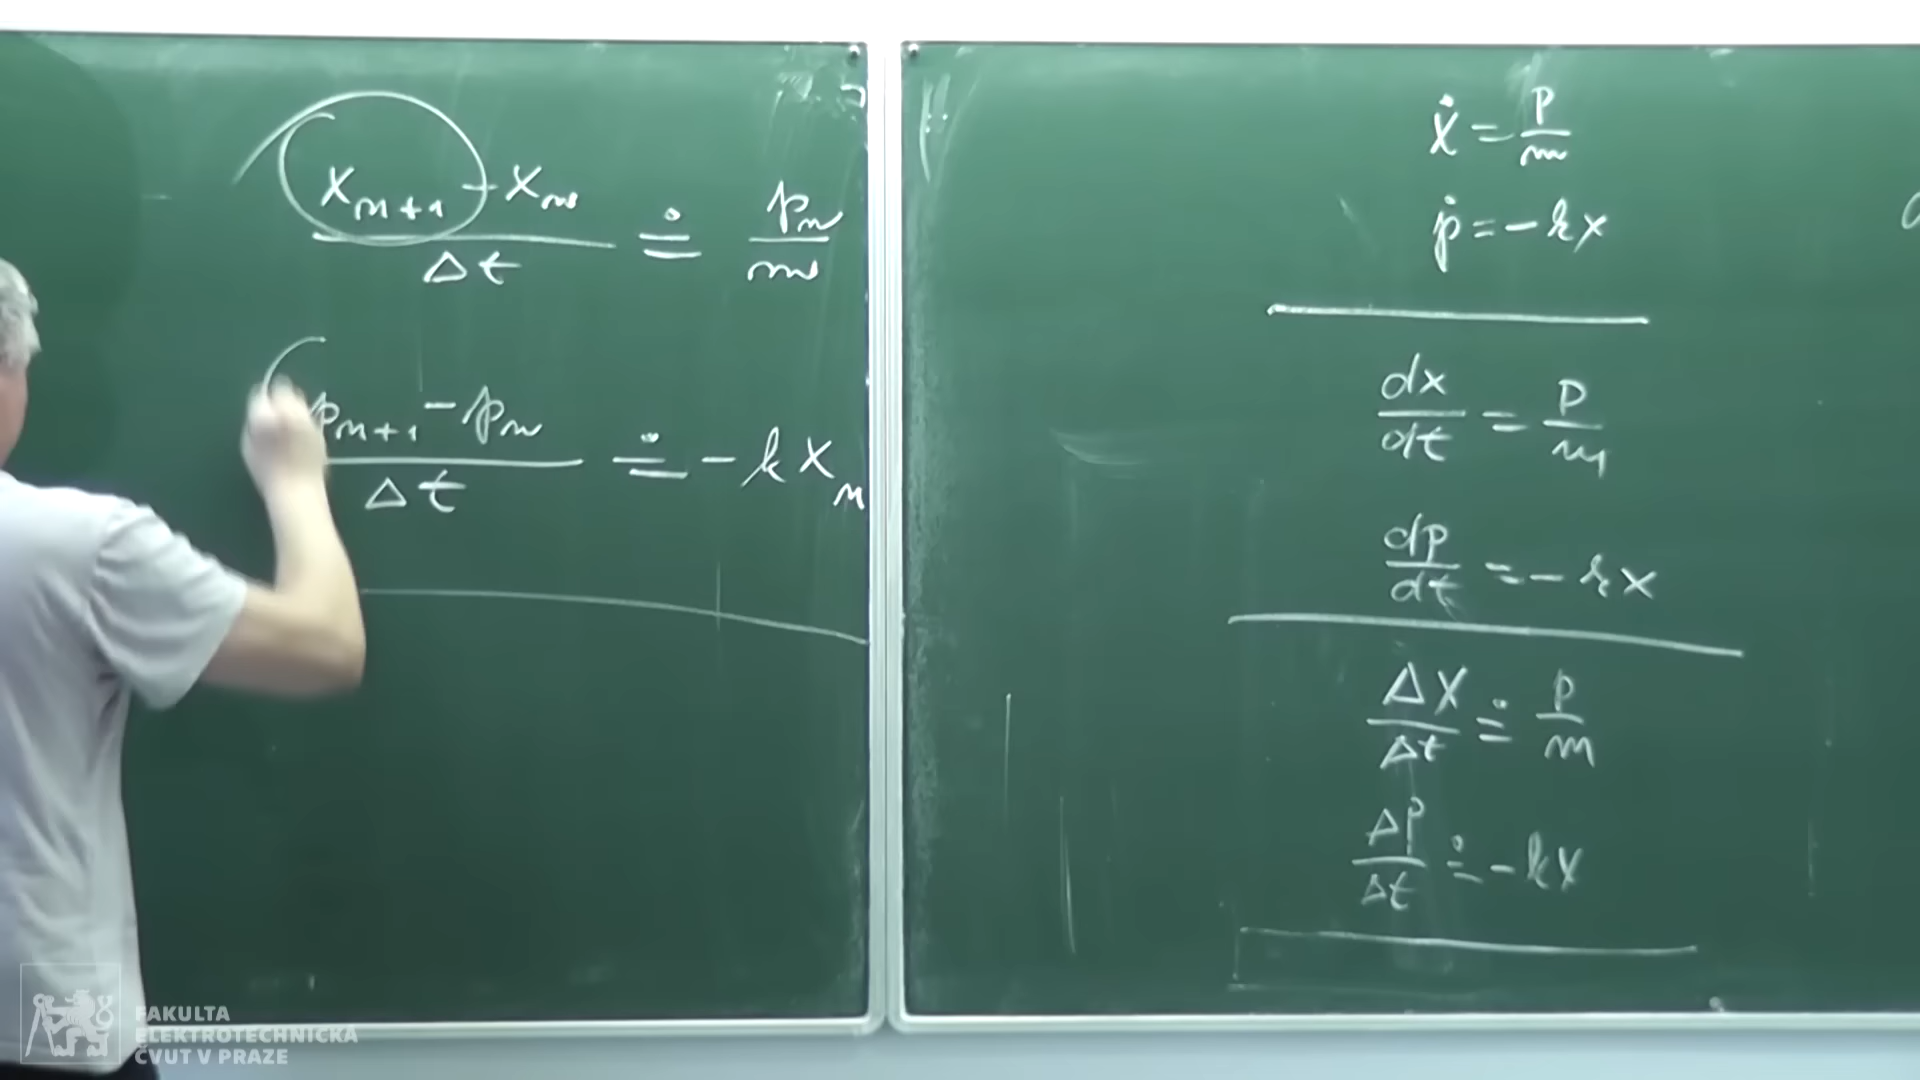 (x_{n+1} - x_n)/Δt ≐ p_n/m
(p_{n+1} - p_n)/Δt ≐ -k x_n
ẋ = p/m
ṗ = -kx
dx/dt = p/m
dp/dt = -kx
Δx/Δt ≐ p/m
Δp/Δt ≐ -kx
FAKULTA
ELEKTROTECHNICKÁ
ČVUT V PRAZE